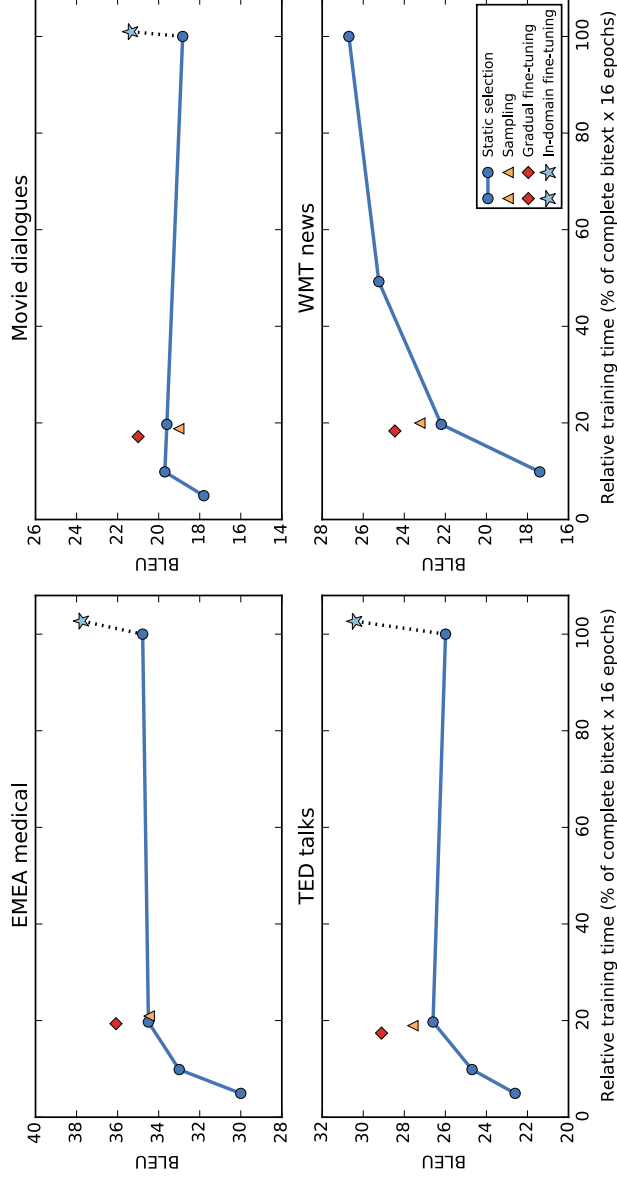 EMEA medical
40
38
36
34
32
30
28
BLEU
Movie dialogues
26
24
22
20
18
16
14
BLEU
TED talks
32
30
28
26
24
22
20
BLEU
0 20 40 60 80 100
Relative training time (% of complete bitext x 16 epochs)
WMT news
28
26
24
22
20
18
16
BLEU
Static selection
Sampling
Gradual fine-tuning
In-domain fine-tuning
0 20 40 60 80 100
Relative training time (% of complete bitext x 16 epochs)